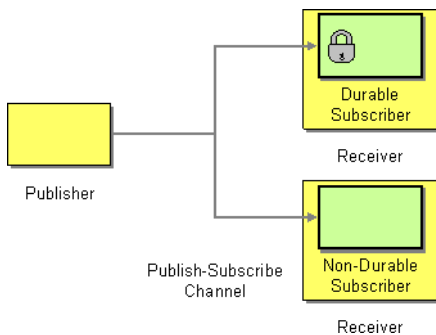 Durable
Subscriber
Receiver
Publisher
Publish-Subscribe
Channel
Non-Durable
Subscriber
Receiver